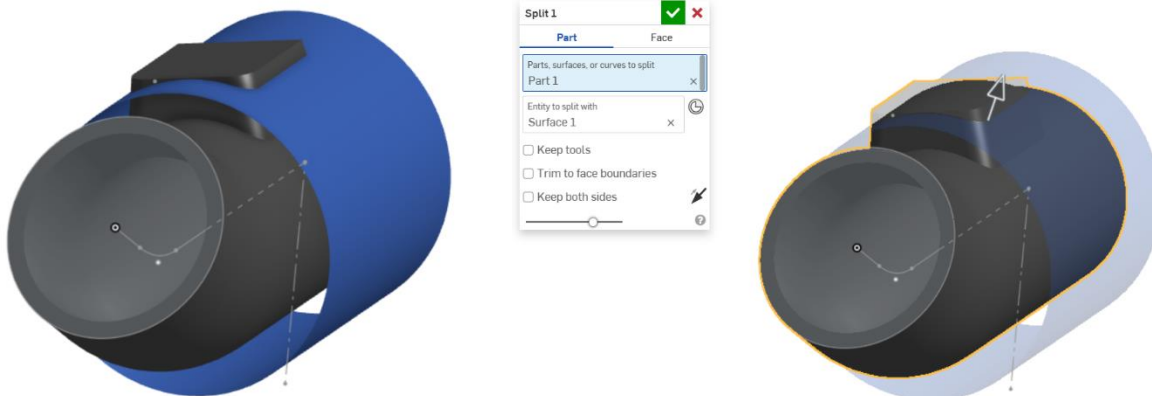 Split 1
Part Face
Parts, surfaces, or curves to split
Part 1
Entity to split with
Surface 1
Keep tools
Trim to face boundaries
Keep both sides